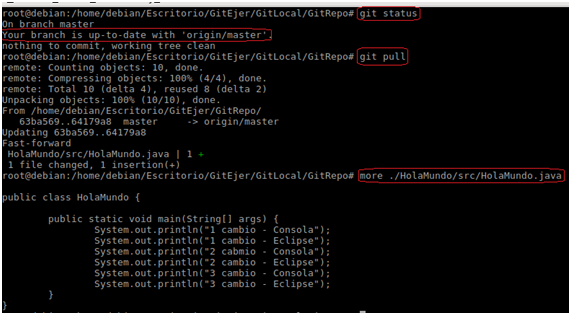 root@debian:/home/debian/Escritorio/GitEjer/GitLocal/GitRepo# git status
On branch master
Your branch is up-to-date with 'origin/master'.
nothing to commit, working tree clean
root@debian:/home/debian/Escritorio/GitEjer/GitLocal/GitRepo# git pull
remote: Counting objects: 10, done.
remote: Compressing objects: 100% (4/4), done.
remote: Total 10 (delta 4), reused 8 (delta 2)
Unpacking objects: 100% (10/10), done.
From /home/debian/Escritorio/GitEjer/GitRepo/
   63ba569..64179a8  master     -> origin/master
Updating 63ba569..64179a8
Fast-forward
 HolaMundo/src/HolaMundo.java | 1 +
 1 file changed, 1 insertion(+)
root@debian:/home/debian/Escritorio/GitEjer/GitLocal/GitRepo# more ./HolaMundo/src/HolaMundo.java
public class HolaMundo {
        public static void main(String[] args) {
                System.out.println("1 cambio - Consola");
                System.out.println("1 cambio - Eclipse");
                System.out.println("2 cabmio - Consola");
                System.out.println("2 cambio - Eclipse");
                System.out.println("3 cambio - Consola");
                System.out.println("3 cambio - Eclipse");
        }
}